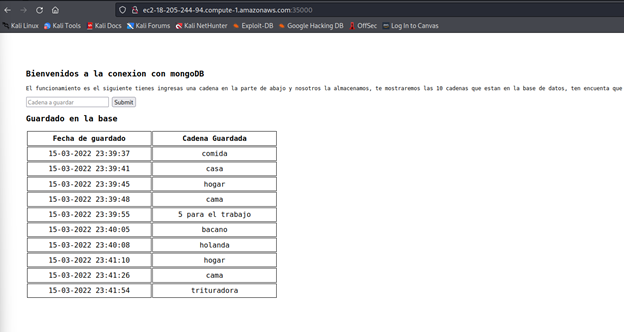 ec2-18-205-244-94.compute-1.amazonaws.com:35000
Kali Linux Kali Tools Kali Docs Kali Forums Kali NetHunter Exploit-DB Google Hacking DB OffSec Log In to Canvas
Bienvenidos a la conexion con mongoDB
El funcionamiento es el siguiente tienes ingresas una cadena en la parte de abajo y nosotros la almacenamos, te mostraremos las 10 cadenas que estan en la base de datos, ten encuenta que
Cadena a guardar Submit
Guardado en la base
Fecha de guardado Cadena Guardada
15-03-2022 23:39:37 comida
15-03-2022 23:39:41 casa
15-03-2022 23:39:45 hogar
15-03-2022 23:39:48 cama
15-03-2022 23:39:55 5 para el trabajo
15-03-2022 23:40:05 bacano
15-03-2022 23:40:08 holanda
15-03-2022 23:41:10 hogar
15-03-2022 23:41:26 cama
15-03-2022 23:41:54 trituradora